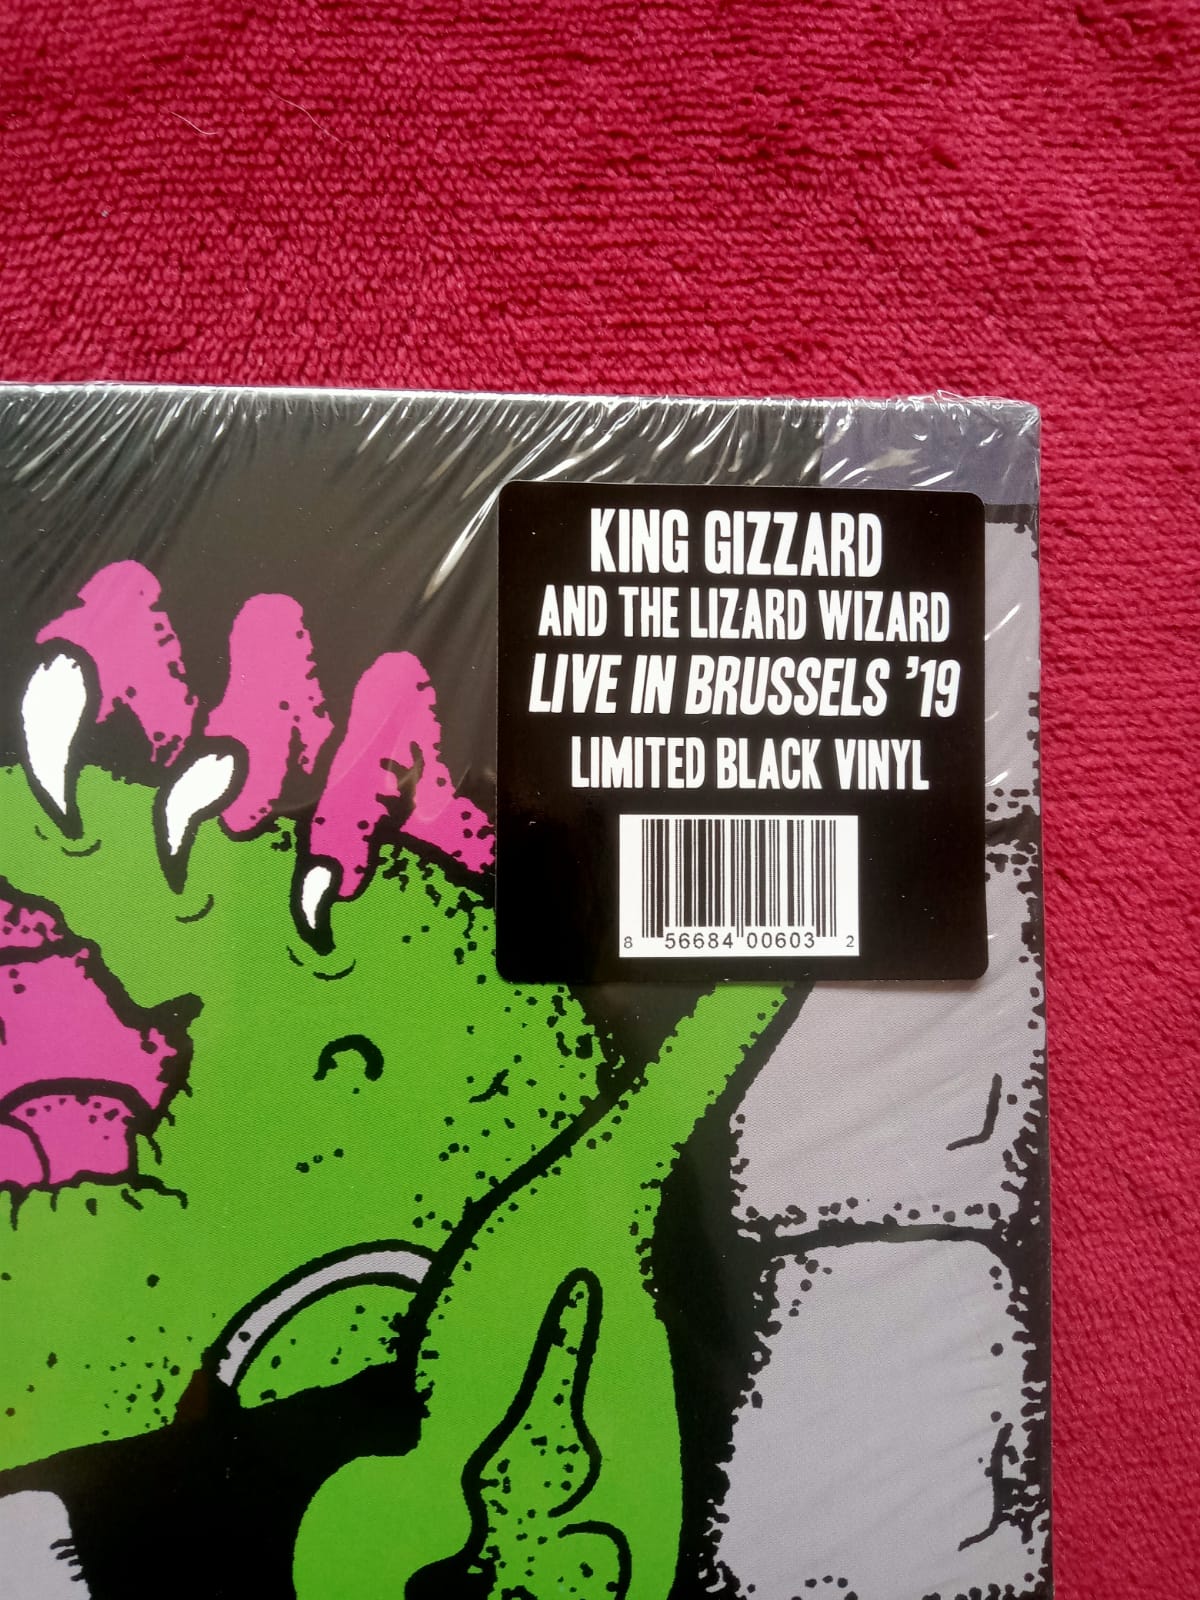 KING GIZZARD
AND THE LIZARD WIZARD
LIVE IN BRUSSELS '19
LIMITED BLACK VINYL
8 56684 00603 2